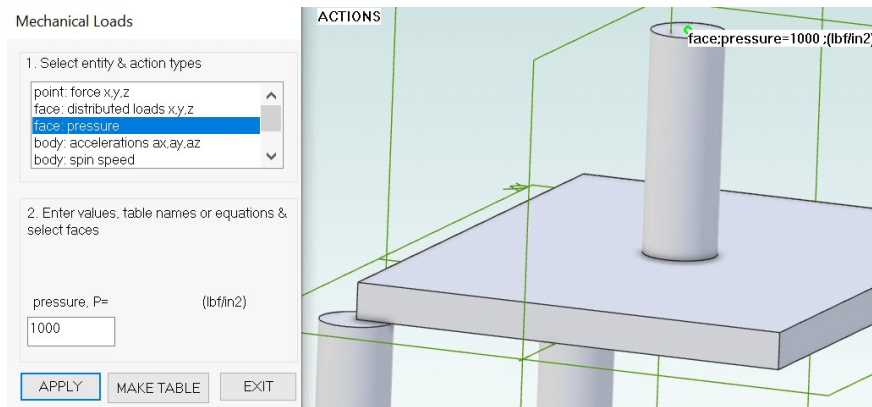 Mechanical Loads
1. Select entity & action types
point: force x,y,z
face: distributed loads x,y,z
face: pressure
body: accelerations ax,ay,az
body: spin speed
2. Enter values, table names or equations &
select faces
pressure, P= (lbf/in2)
1000
APPLY MAKE TABLE EXIT
ACTIONS
face;pressure=1000 ;(lbf/in2)